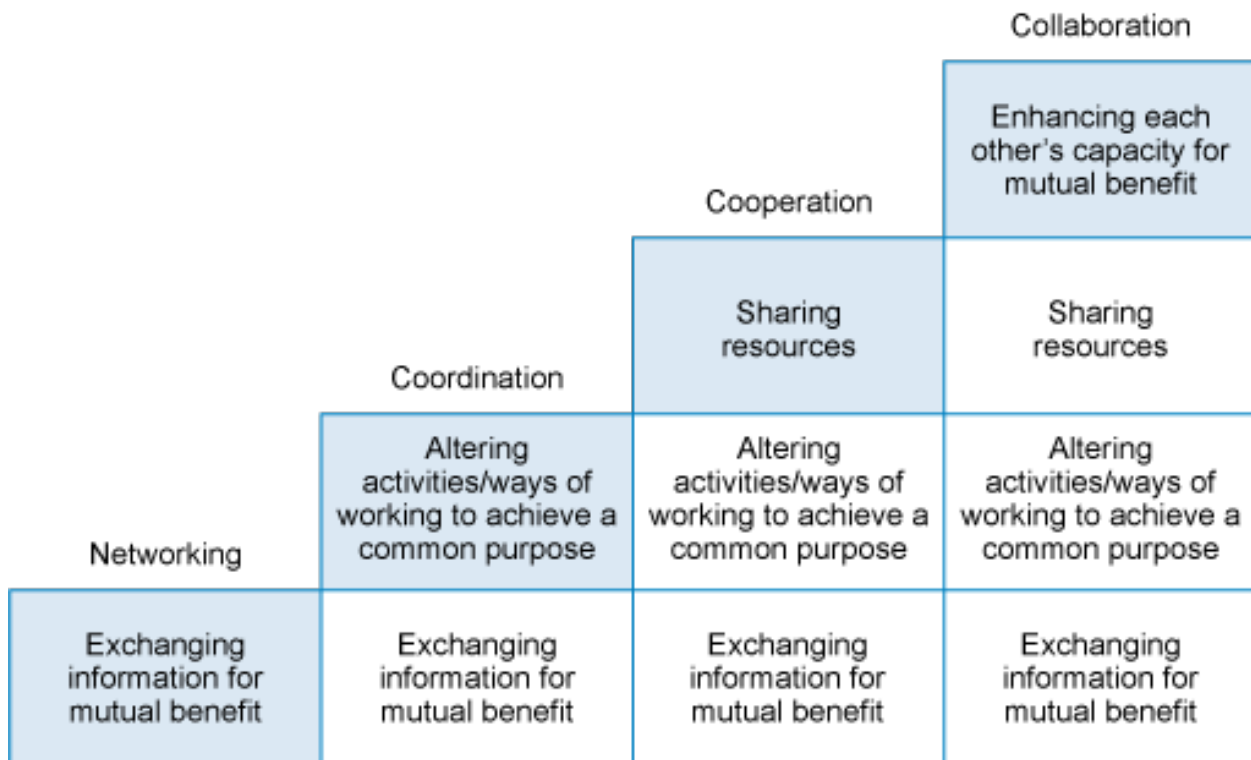 Collaboration
Enhancing each
other's capacity for
mutual benefit
Cooperation
Sharing
resources
Sharing
resources
Coordination
Altering
activities/ways of
working to achieve a
common purpose
Altering
activities/ways of
working to achieve a
common purpose
Altering
activities/ways of
working to achieve a
common purpose
Networking
Exchanging
information for
mutual benefit
Exchanging
information for
mutual benefit
Exchanging
information for
mutual benefit
Exchanging
information for
mutual benefit